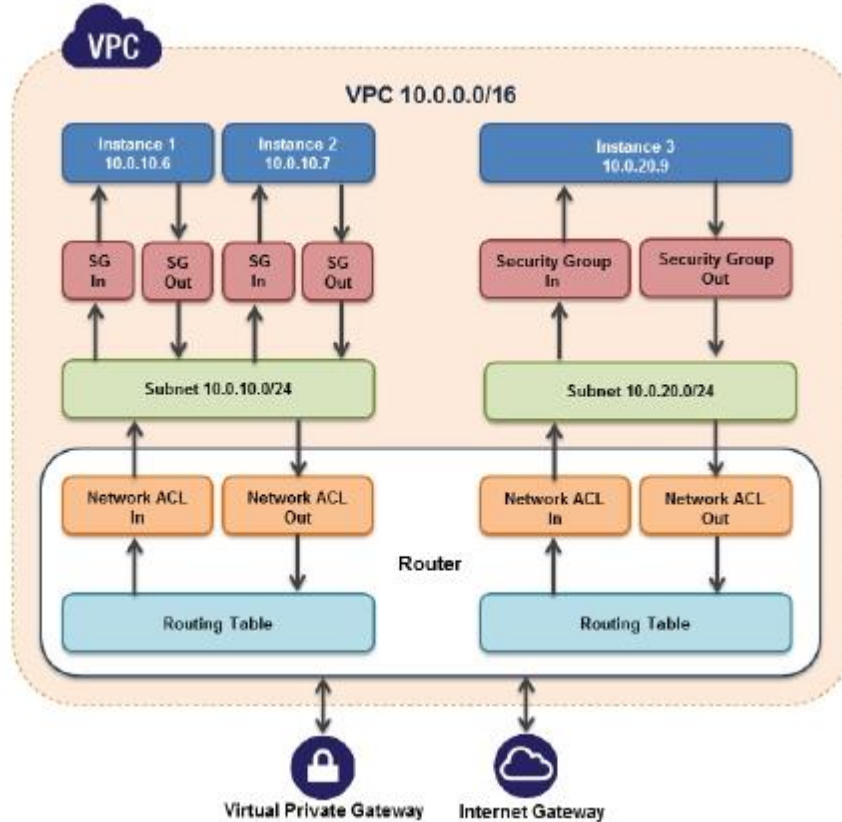 VPC
VPC 10.0.0.0/16
Instance 1
10.0.10.6
Instance 2
10.0.10.7
Instance 3
10.0.20.9
SG
In
SG
Out
SG
In
SG
Out
Security Group
In
Security Group
Out
Subnet 10.0.10.0/24
Subnet 10.0.20.0/24
Network ACL
In
Network ACL
Out
Network ACL
In
Network ACL
Out
Router
Routing Table
Routing Table
Virtual Private Gateway
Internet Gateway